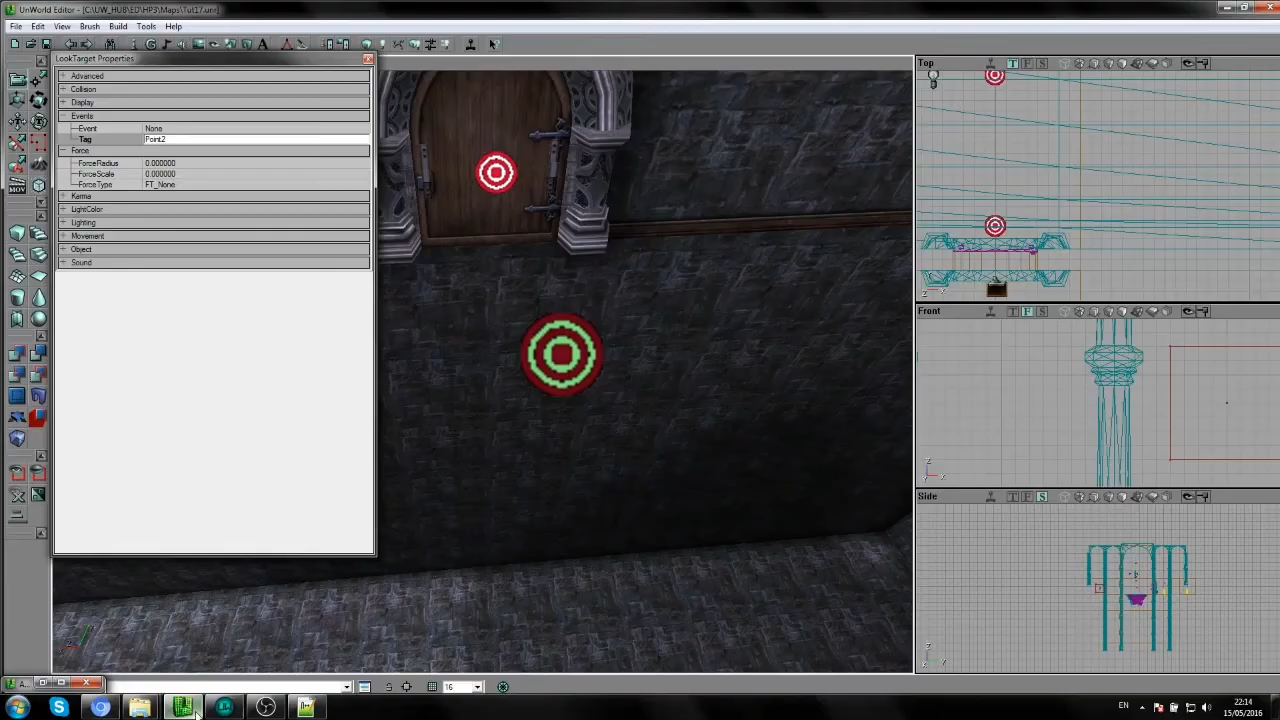 UnWorld Editor - [C:\UW_HUB\ED\HP3\Maps\Tut17.unr]
File Edit View Brush Build Tools Help
LookTarget Properties
Advanced
Collision
Display
Events
Event None
Tag Point2
Force
ForceRadius 0.000000
ForceScale 0.000000
ForceType FT_None
Karma
LightColor
Lighting
Movement
Object
Sound
Top
T F S
Front
T F S
Side
T F S
16
EN
22:14
15/05/2016